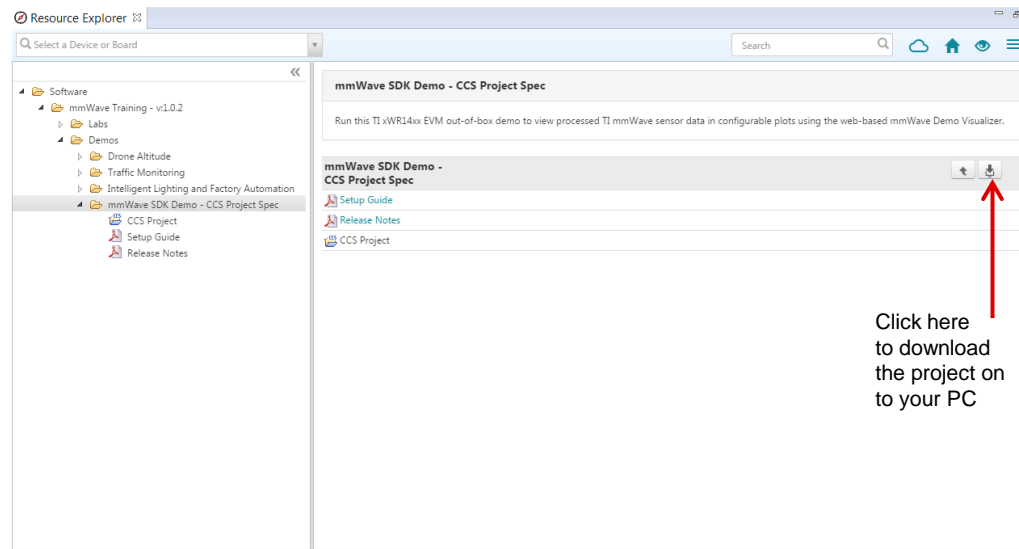 Resource Explorer
Select a Device or Board
Search
Software
mmWave Training - v:1.0.2
Labs
Demos
Drone Altitude
Traffic Monitoring
Intelligent Lighting and Factory Automation
mmWave SDK Demo - CCS Project Spec
CCS Project
Setup Guide
Release Notes
mmWave SDK Demo - CCS Project Spec
Run this TI xWR14xx EVM out-of-box demo to view processed TI mmWave sensor data in configurable plots using the web-based mmWave Demo Visualizer.
mmWave SDK Demo -
CCS Project Spec
Setup Guide
Release Notes
CCS Project
Click here
to download
the project on
to your PC